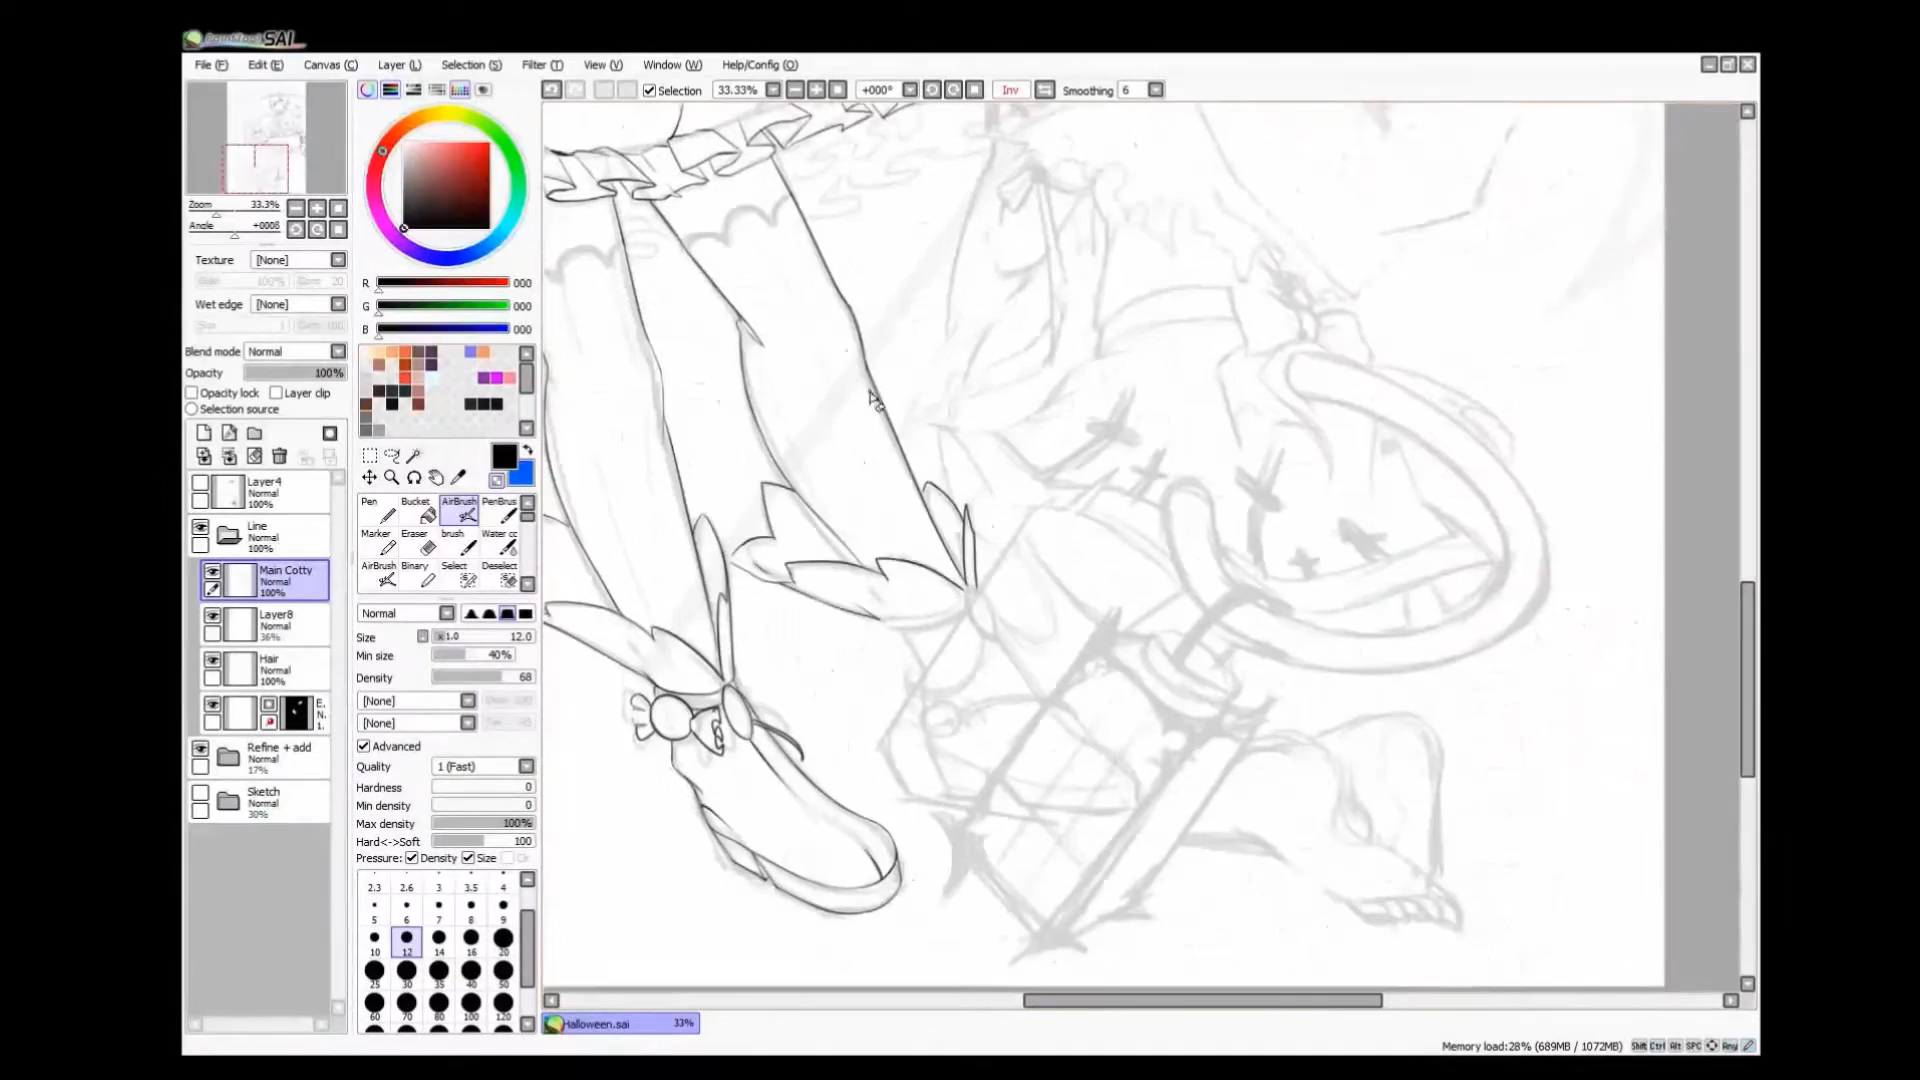 PaintTool SAI
File (F) Edit (E) Canvas (C) Layer (L) Selection (S) Filter (T) View (V) Window (W) Help/Config (O)
Selection 33.33% +000° Inv Smoothing 6
Zoom 33.3%
Angle
Texture [None]
100% 20
Wet edge [None]
Blend mode Normal
Opacity 100%
Opacity lock Layer clip
Selection source
Layer4
Normal
100%
Line
Normal
100%
Main Cotty
Normal
100%
Layer8
Normal
36%
Hair
Normal
100%
E.
N.
1.
Refine + add
Normal
17%
Sketch
Normal
30%
R 000
G 000
B 000
Pen Bucket AirBrush PenBrus
Marker Eraser brush Water cc
AirBrush Binary Select Deselect
Normal
Size x1.0 12.0
Min size 40%
Density 68
[None]
[None]
Advanced
Quality 1 (Fast)
Hardness 0
Min density 0
Max density 100%
Hard<->Soft 100
Pressure: Density Size
2.3 2.6 3 3.5 4
5 6 7 8 9
10 12 14 16 20
25 30 35 40 50
60 70 80 100 120
Halloween.sai 33%
Memory load:28% (689MB / 1072MB) Shift Ctrl Alt SPC Any